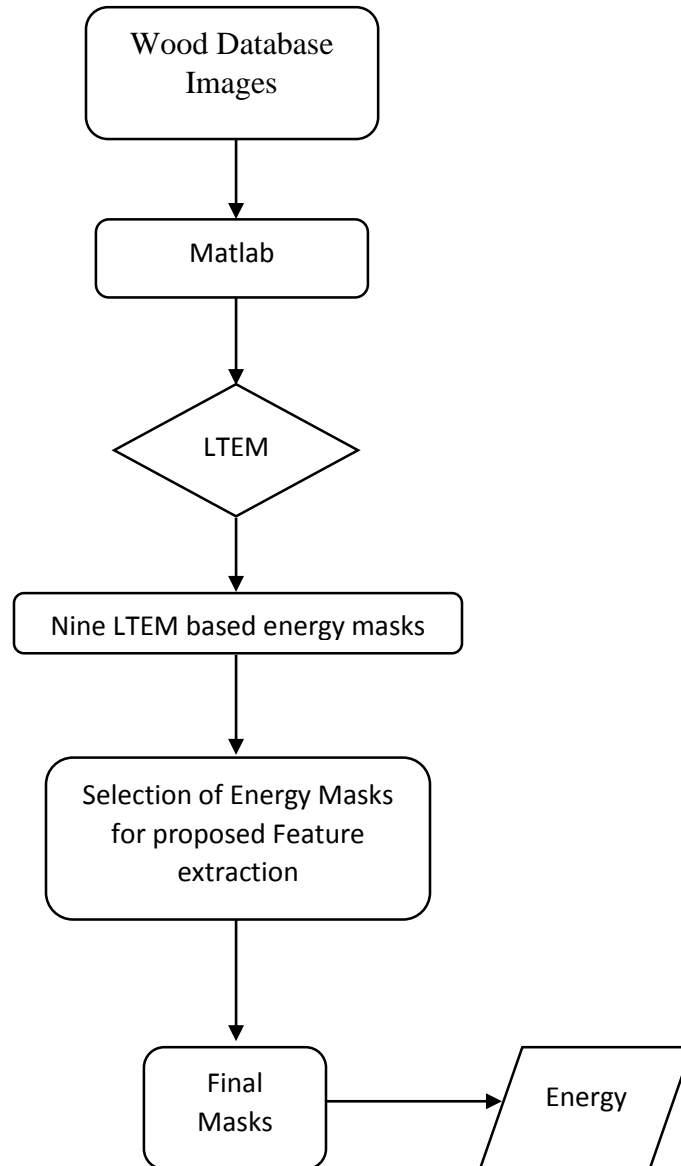 Wood Database
Images
Matlab
LTEM
Nine LTEM based energy masks
Selection of Energy Masks
for proposed Feature
extraction
Final
Masks
Energy